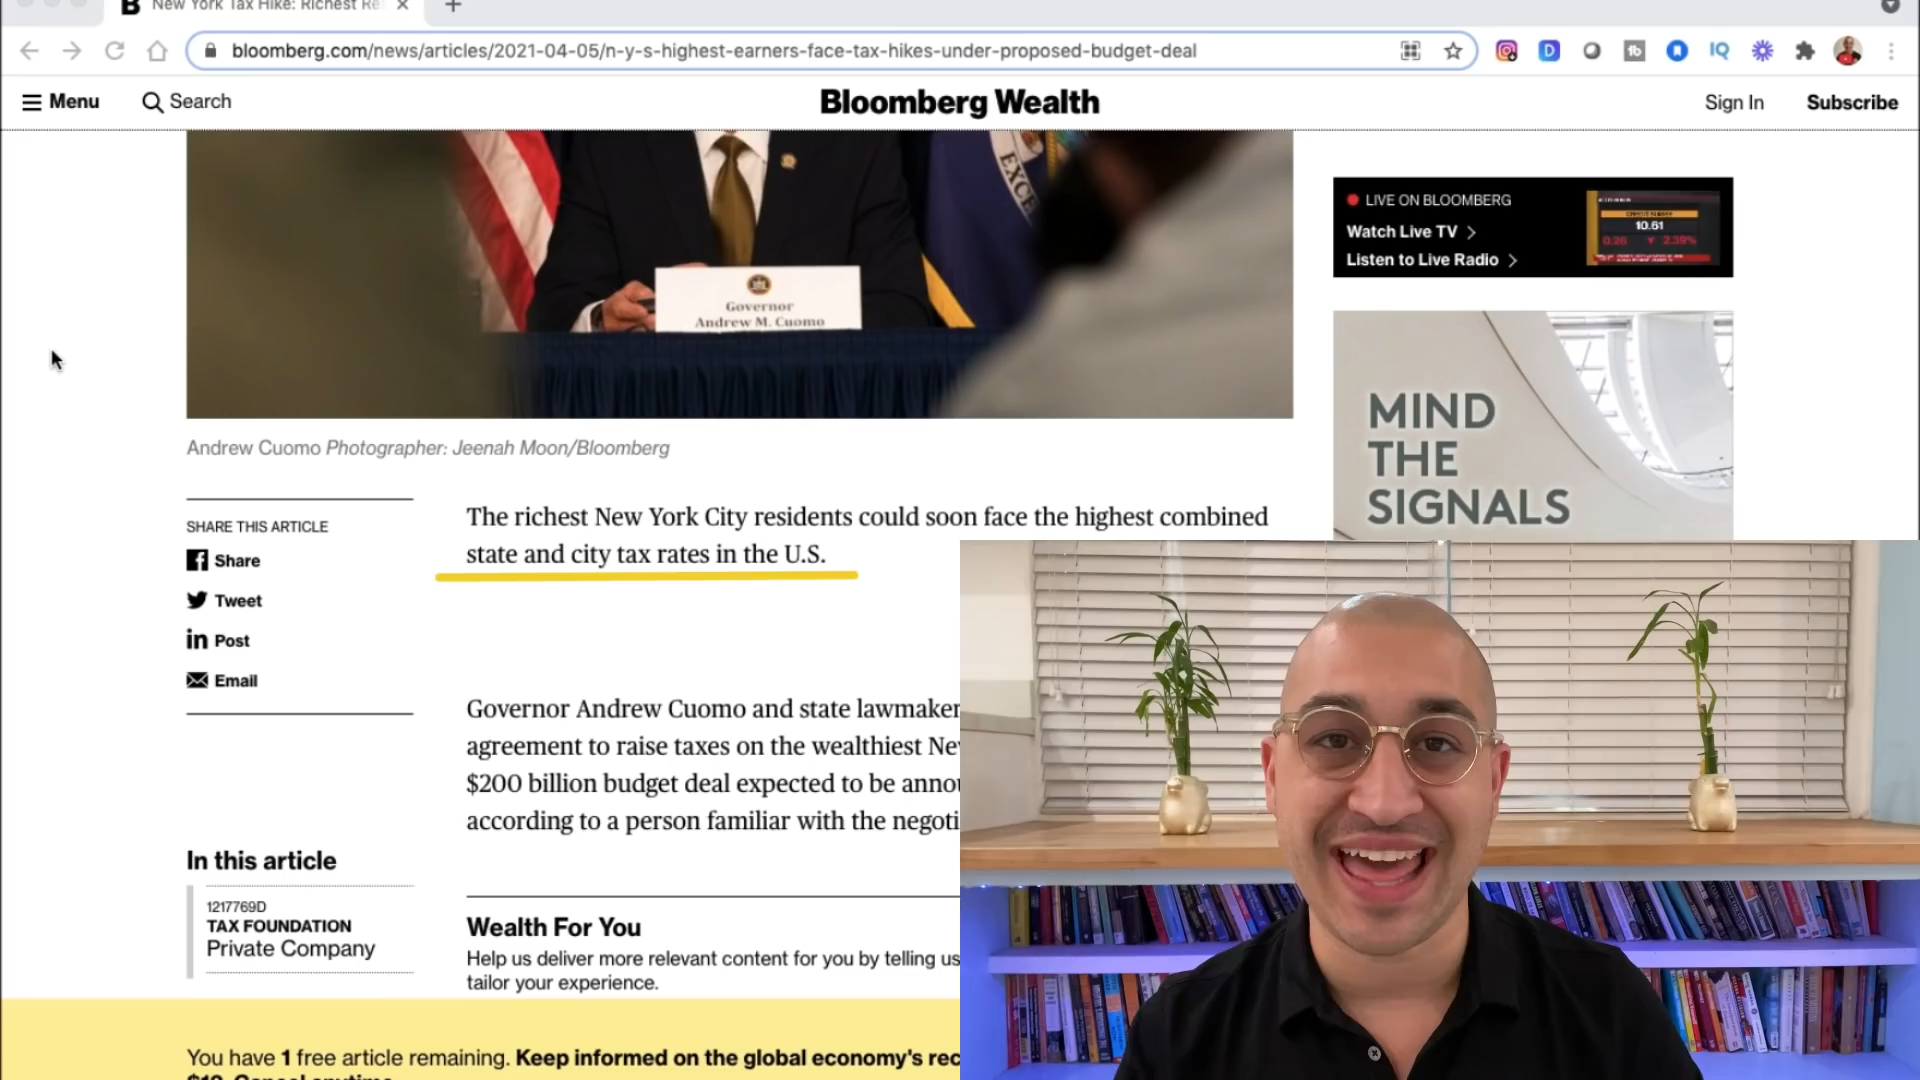 New York Tax Hike: Richest Re
bloomberg.com/news/articles/2021-04-05/n-y-s-highest-earners-face-tax-hikes-under-proposed-budget-deal
Menu
Search
Bloomberg Wealth
Sign In
Subscribe
EXCE
Governor
Andrew M. Cuomo
LIVE ON BLOOMBERG
Watch Live TV
Listen to Live Radio
10.61
0.26 2.39%
MIND
THE
SIGNALS
Andrew Cuomo Photographer: Jeenah Moon/Bloomberg
SHARE THIS ARTICLE
Share
Tweet
Post
Email
The richest New York City residents could soon face the highest combined
state and city tax rates in the U.S.
Governor Andrew Cuomo and state lawmaker
agreement to raise taxes on the wealthiest Ne
$200 billion budget deal expected to be anno
according to a person familiar with the negoti
In this article
1217769D
TAX FOUNDATION
Private Company
Wealth For You
Help us deliver more relevant content for you by telling us
tailor your experience.
You have 1 free article remaining. Keep informed on the global economy's rec